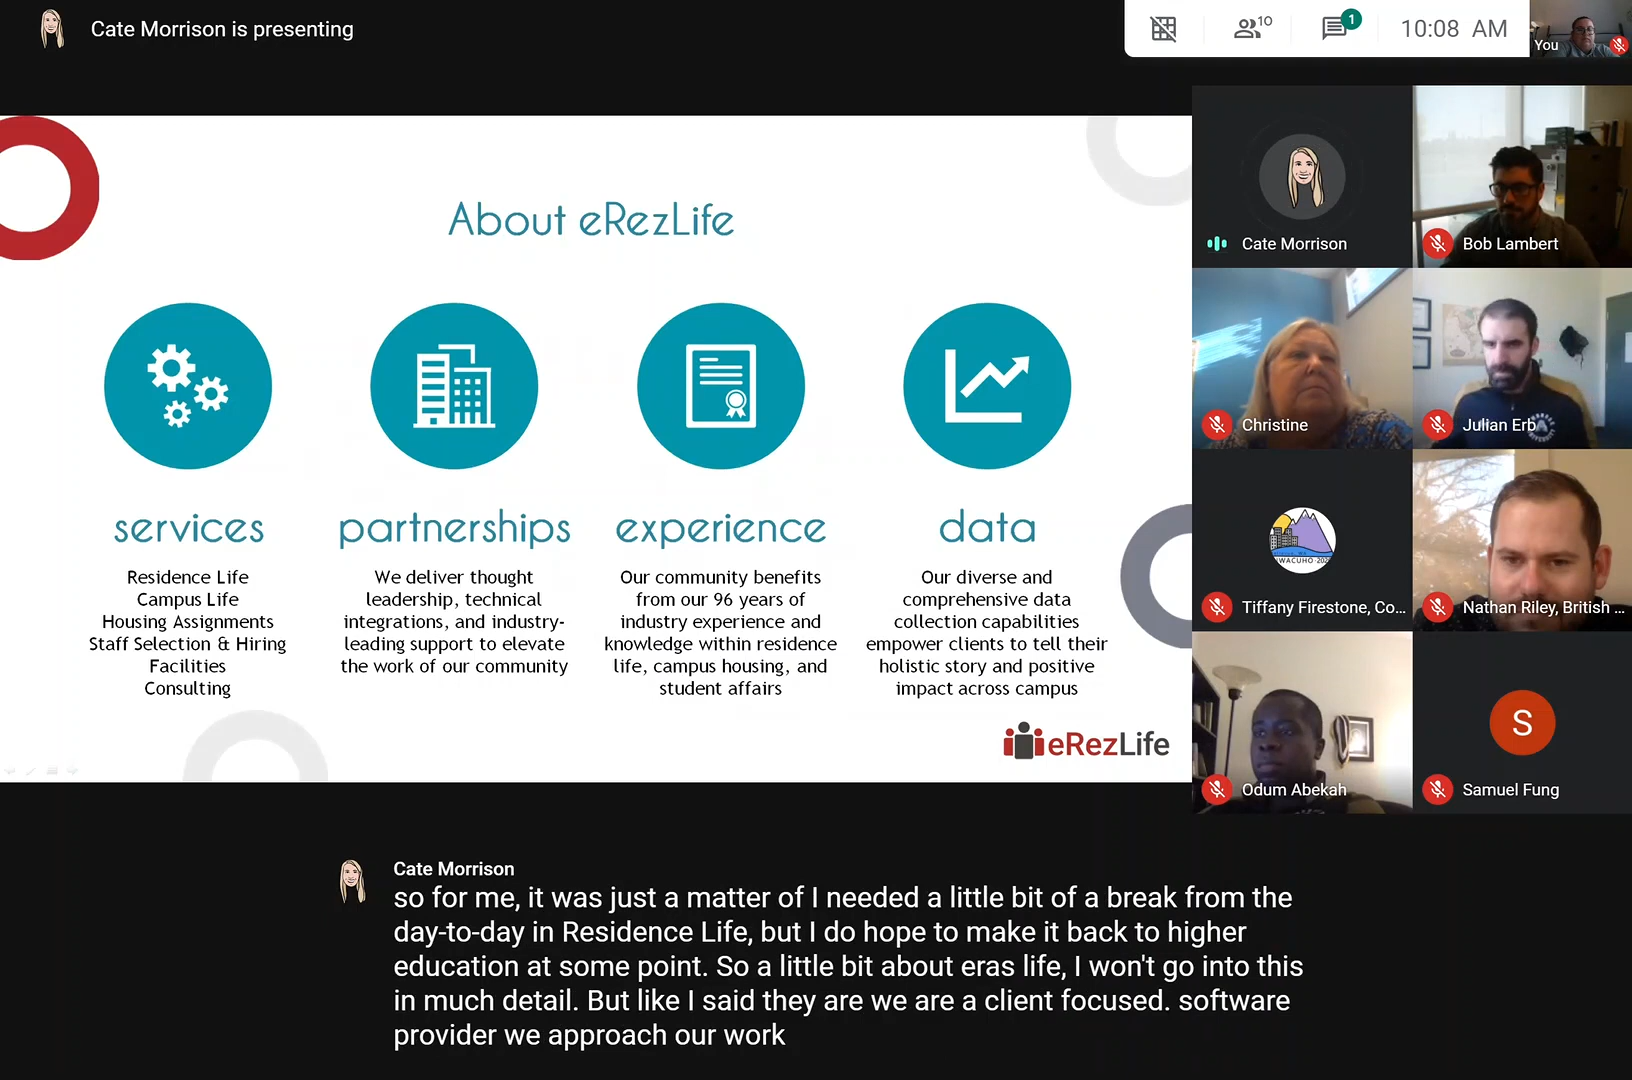 Cate Morrison is presenting
10
1
10:08 AM
You
About eRezLife
services
Residence Life
Campus Life
Housing Assignments
Staff Selection & Hiring
Facilities
Consulting
partnerships
We deliver thought
leadership, technical
integrations, and industry-
leading support to elevate
the work of our community
experience
Our community benefits
from our 96 years of
industry experience and
knowledge within residence
life, campus housing, and
student affairs
data
Our diverse and
comprehensive data
collection capabilities
empower clients to tell their
holistic story and positive
impact across campus
eRezLife
Cate Morrison
Bob Lambert
Christine
Julian Erb
Tiffany Firestone, Co...
Nathan Riley, British ...
Odum Abekah
S
Samuel Fung
Cate Morrison
so for me, it was just a matter of I needed a little bit of a break from the
day-to-day in Residence Life, but I do hope to make it back to higher
education at some point. So a little bit about eras life, I won't go into this
in much detail. But like I said they are we are a client focused. software
provider we approach our work